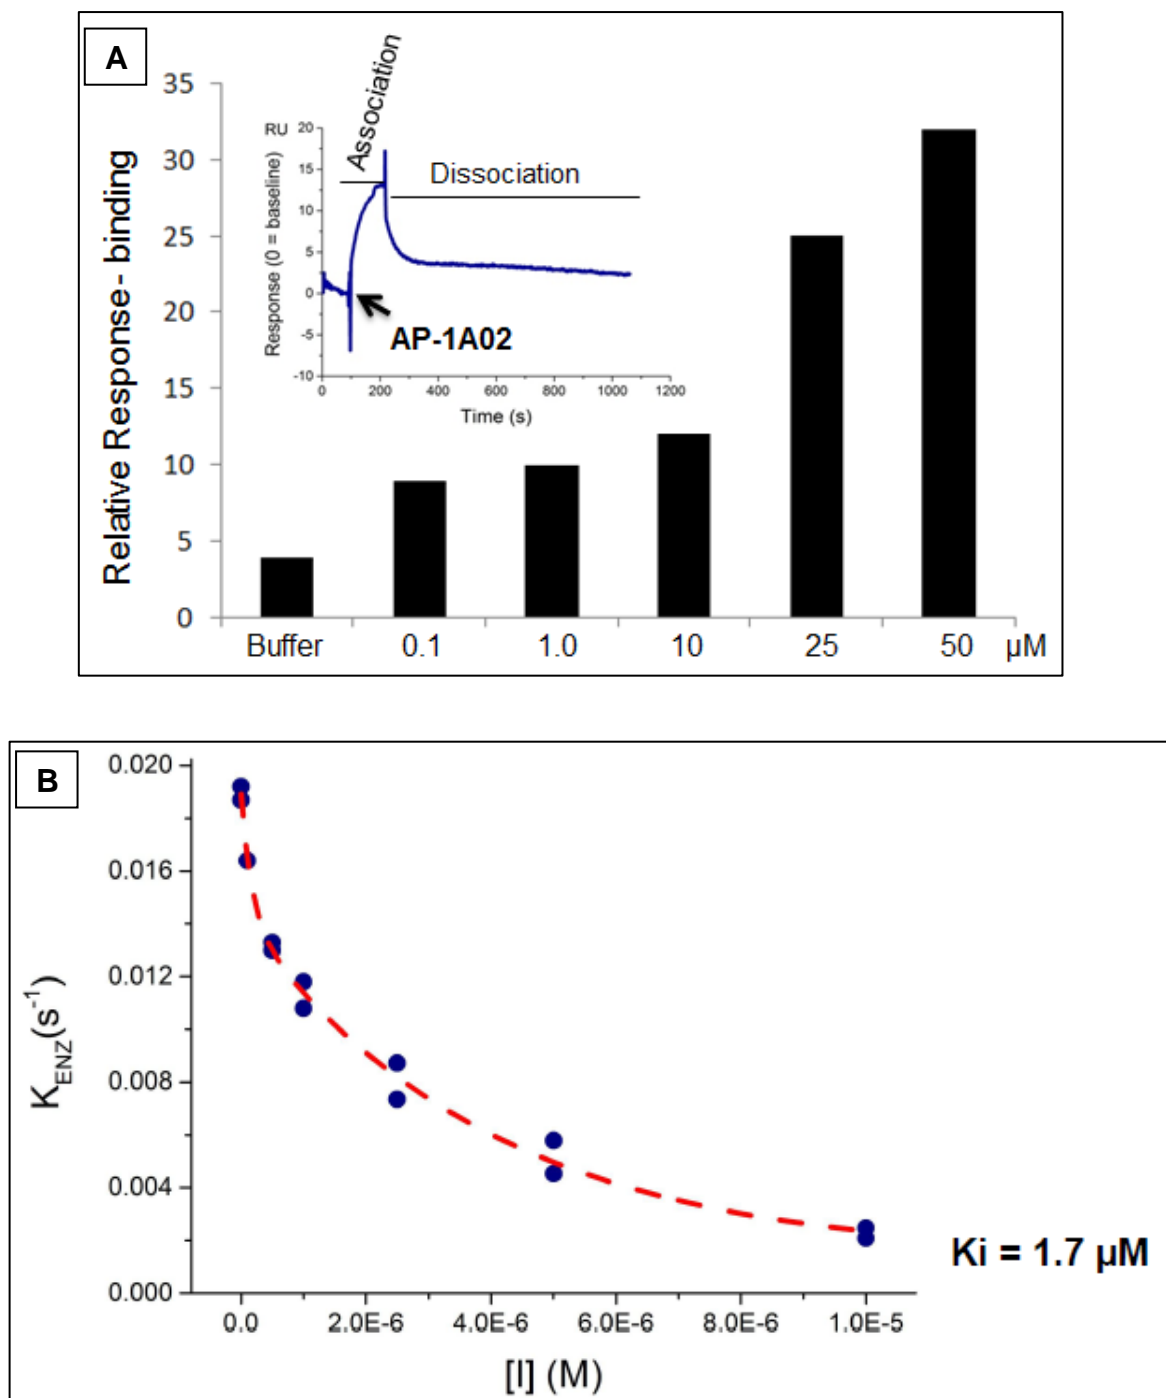 A
Relative Response- binding
35
30
25
20
15
10
5
0
Buffer 0.1 1.0 10 25 50 µM
RU
Response (0 = baseline)
20
15
10
5
0
-5
-10
0 200 400 600 800 1000 1200
Time (s)
Association
Dissociation
AP-1A02
B
K_ENZ(s⁻¹)
0.020
0.016
0.012
0.008
0.004
0.000
0.0 2.0E-6 4.0E-6 6.0E-6 8.0E-6 1.0E-5
[I] (M)
Ki = 1.7 µM